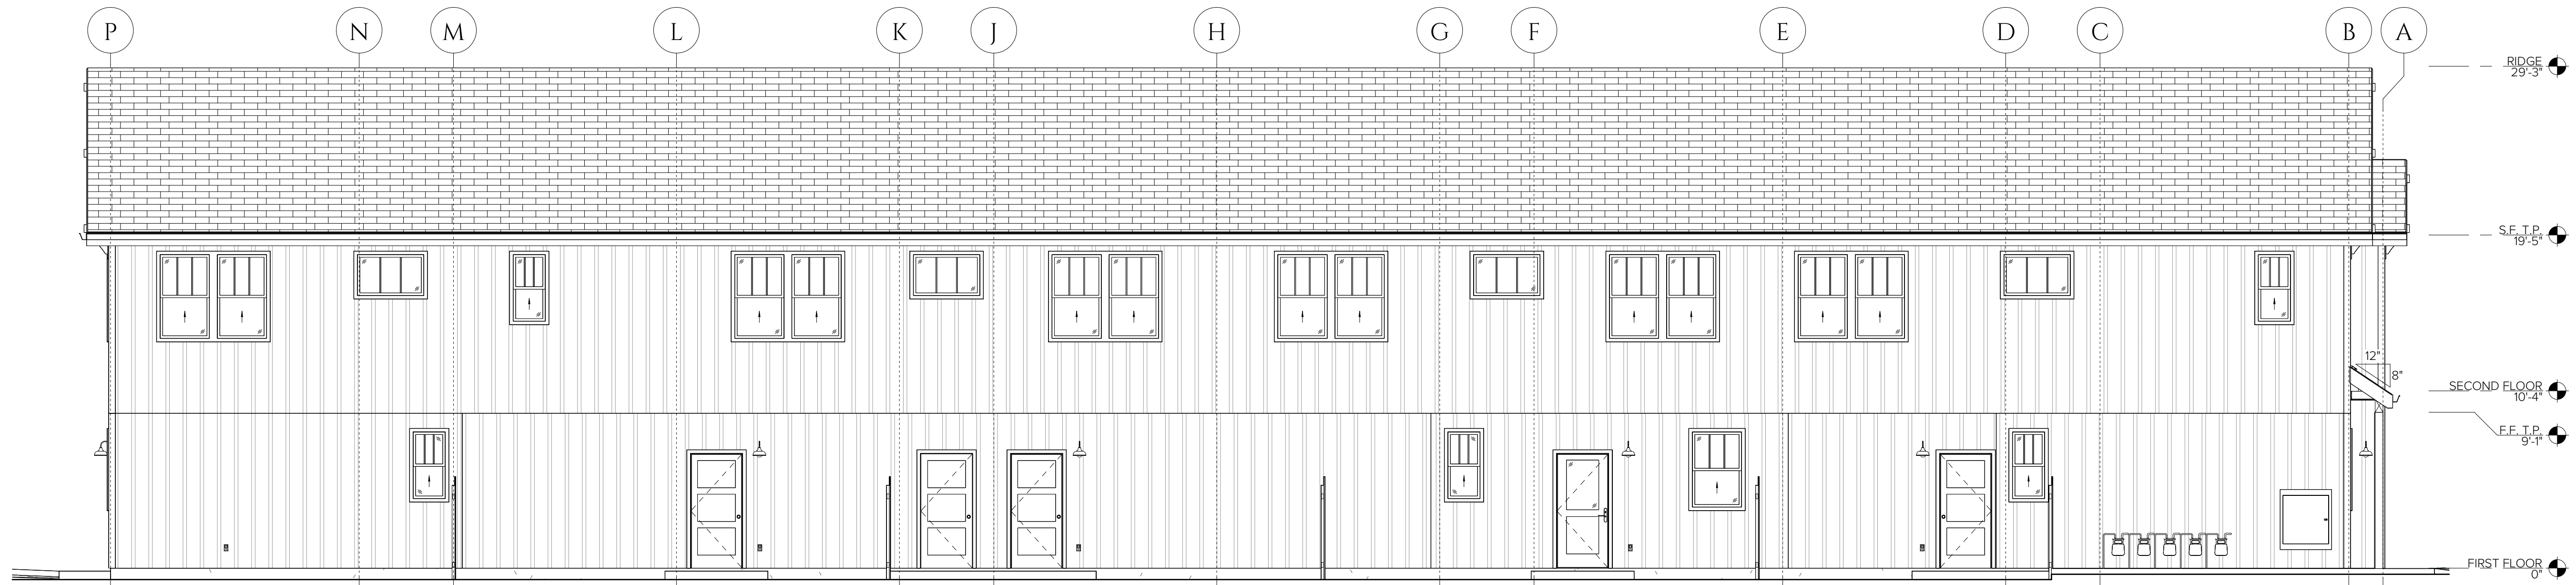 P N M L K J H G F E D C B A
RIDGE
29'-3"
S.F. T.P.
19'-5"
12"
8"
SECOND FLOOR
10'-4"
F.F. T.P.
9'-1"
FIRST FLOOR
0"